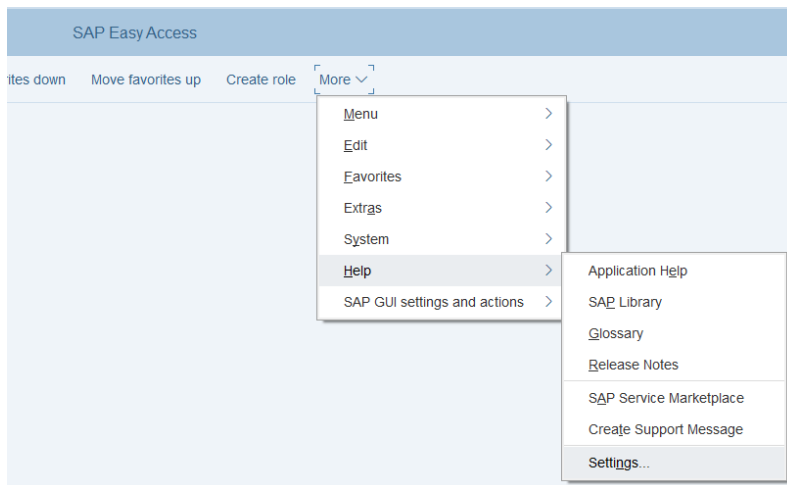 SAP Easy Access
rites down Move favorites up Create role More
Menu
Edit
Favorites
Extras
System
Help
SAP GUI settings and actions
Application Help
SAP Library
Glossary
Release Notes
SAP Service Marketplace
Create Support Message
Settings...